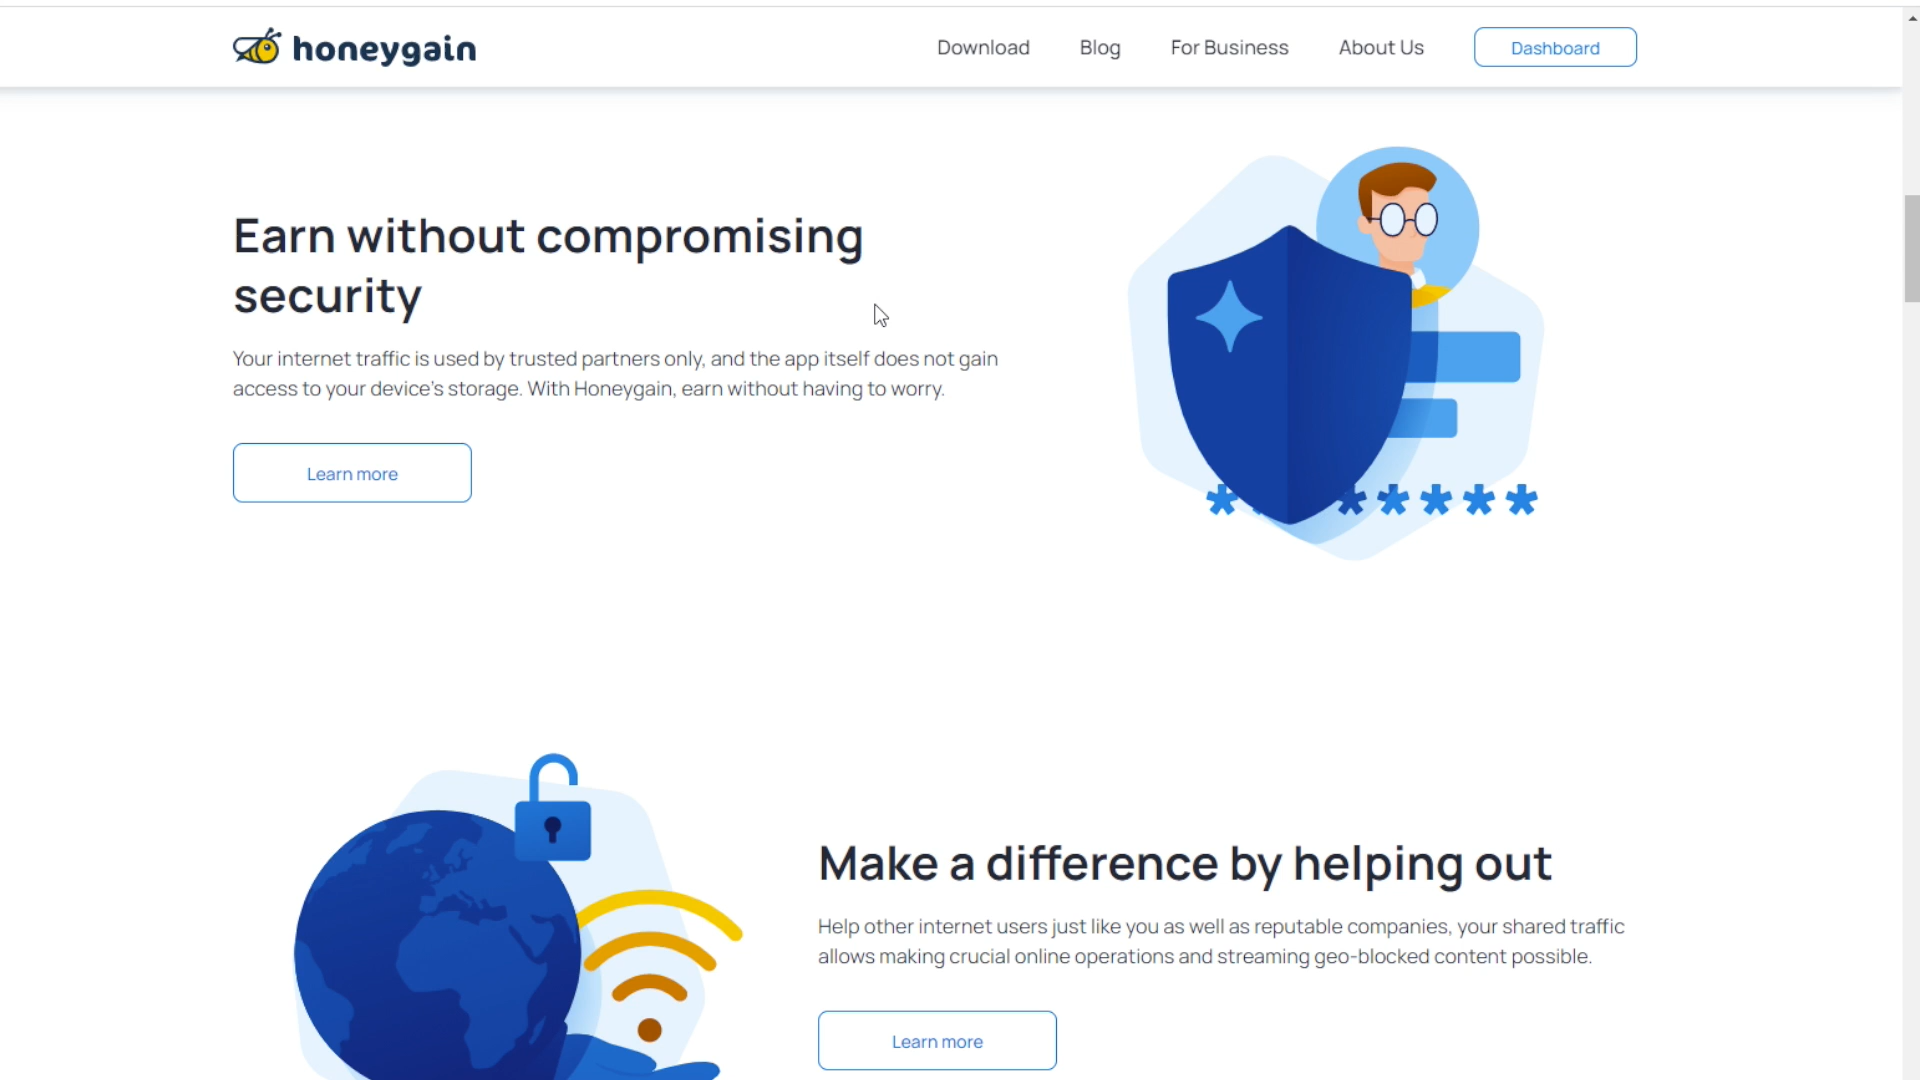 honeygain
Download Blog For Business About Us Dashboard
Earn without compromising
security
Your internet traffic is used by trusted partners only, and the app itself does not gain
access to your device's storage. With Honeygain, earn without having to worry.
Learn more
Make a difference by helping out
Help other internet users just like you as well as reputable companies, your shared traffic
allows making crucial online operations and streaming geo-blocked content possible.
Learn more